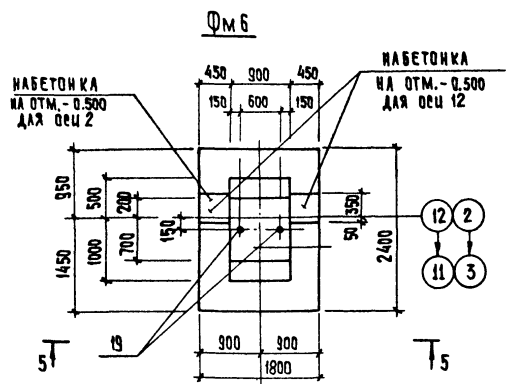 Фм6
НАБЕТОНКА
НА ОТМ. - 0.500
ДЛЯ ОСИ 2
НАБЕТОНКА
НА ОТМ. - 0.500
ДЛЯ ОСИ 12
450 900 450
150 600 150
950
500
200
150
1450
1000
700
350
50
2400
12 2
11 3
19
900 900
1800
5 5